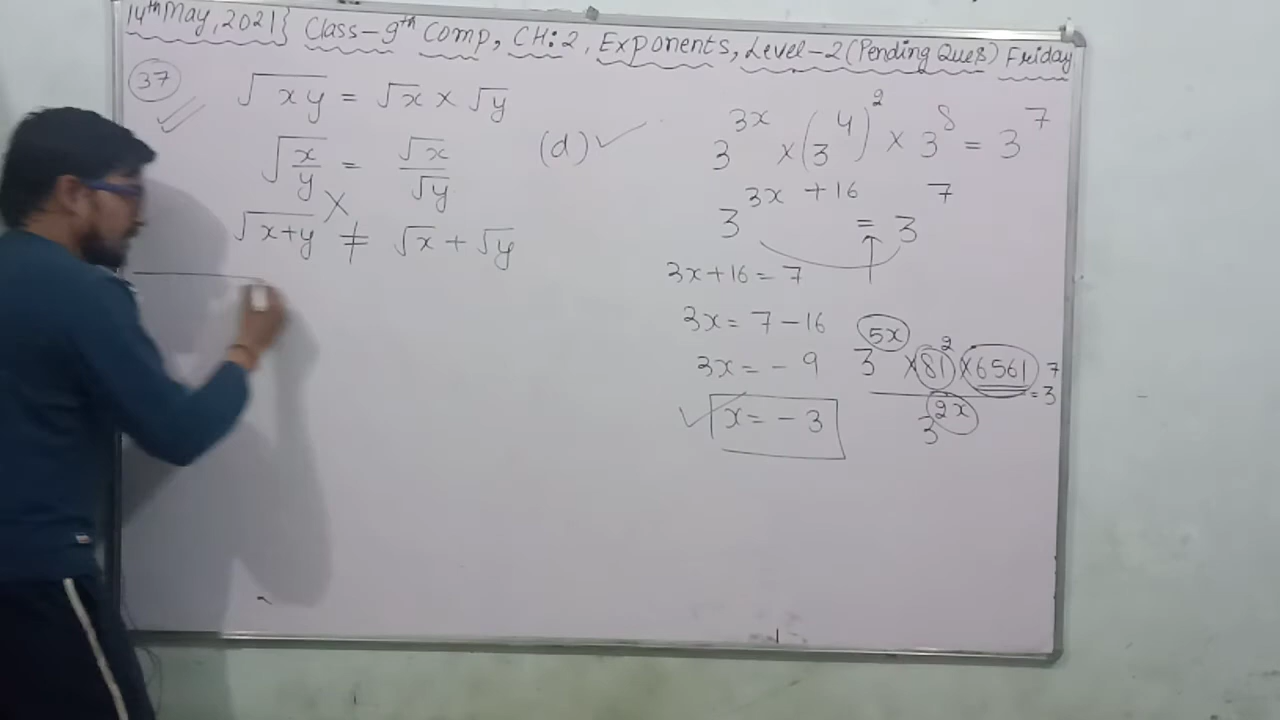 14th May, 2021} Class-9th Comp, CH:2, Exponents, Level-2 (Pending Ques) Friday
37
√xy = √x × √y
√(x/y) = √x/√y
(d) ✓
√x+y ≠ √x + √y
3^3x × (3^4)^2 × 3^8 = 3^7
3^3x+16 = 3^7
3x+16 = 7
3x = 7 - 16
3x = - 9
x = - 3
3^5x × 81^2 × 6561 / 3^2x = 3^7